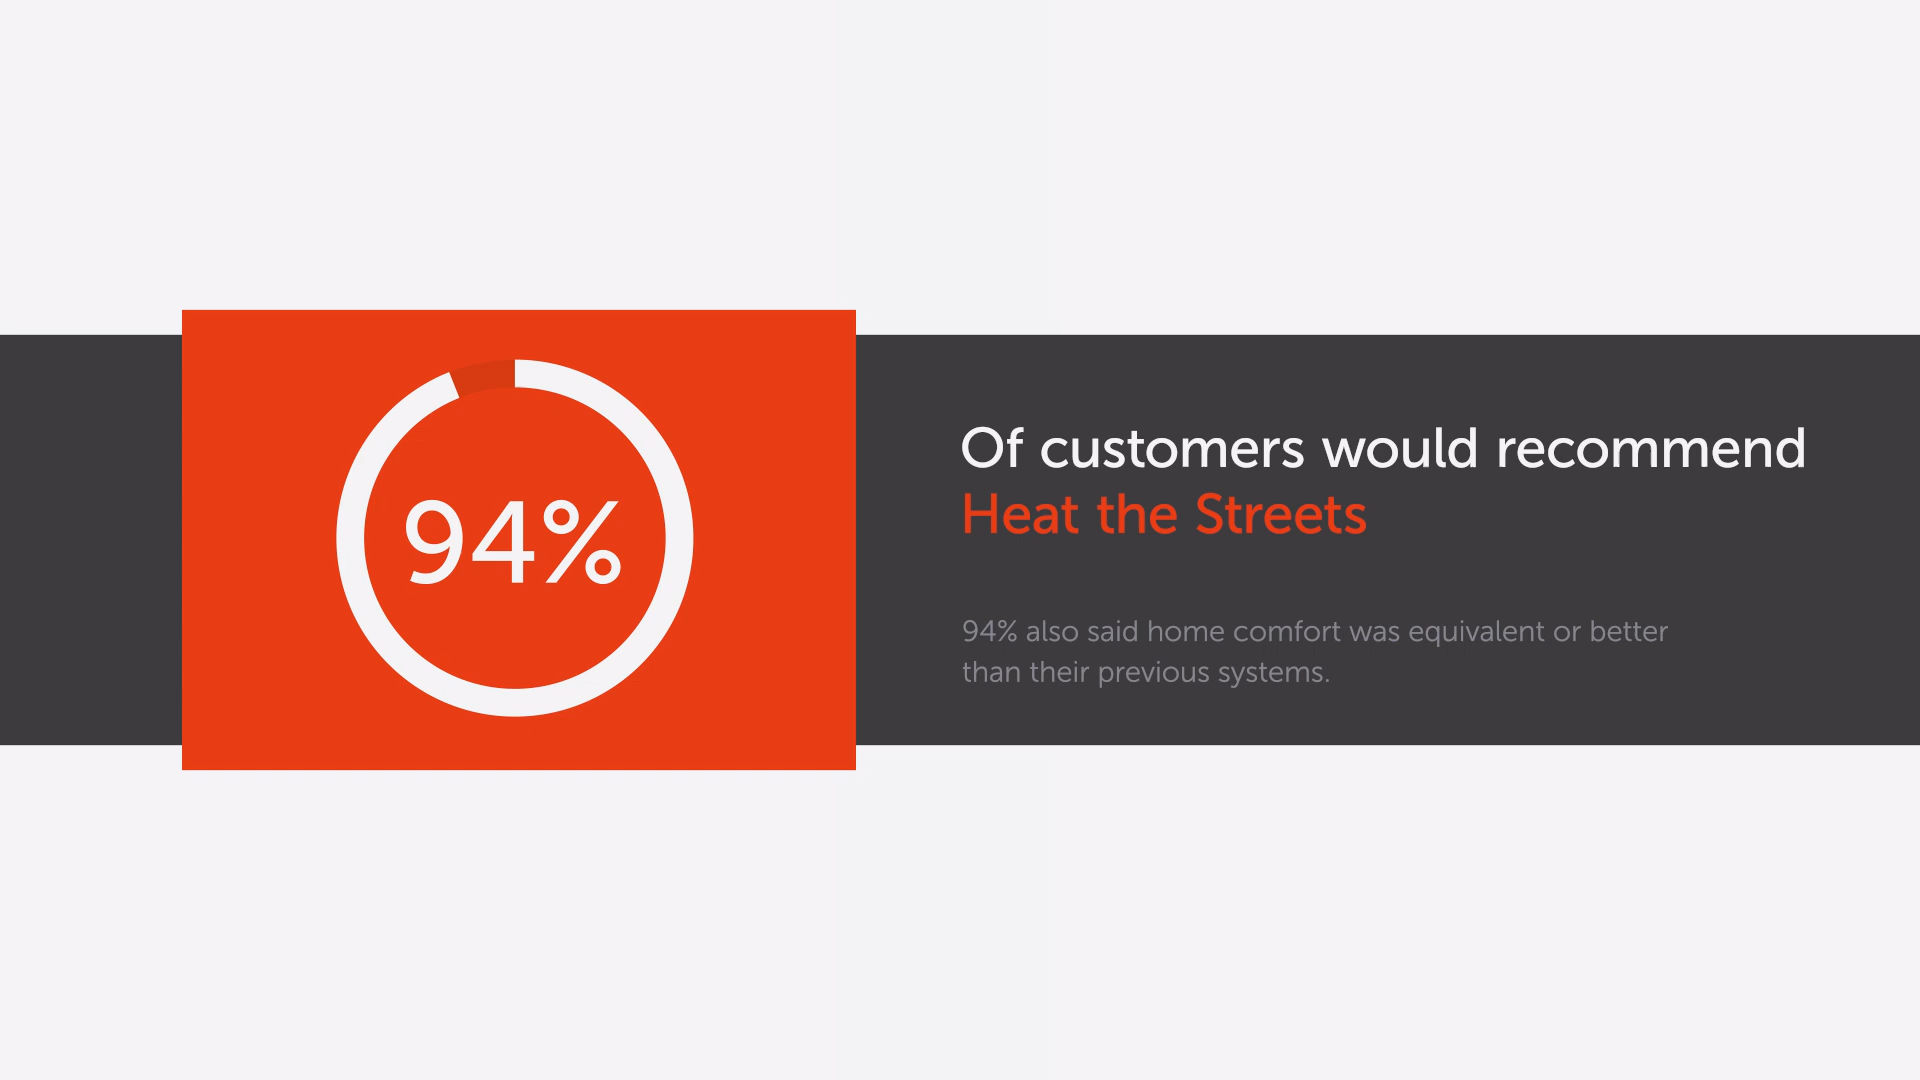 94%
Of customers would recommend
Heat the Streets
94% also said home comfort was equivalent or better
than their previous systems.